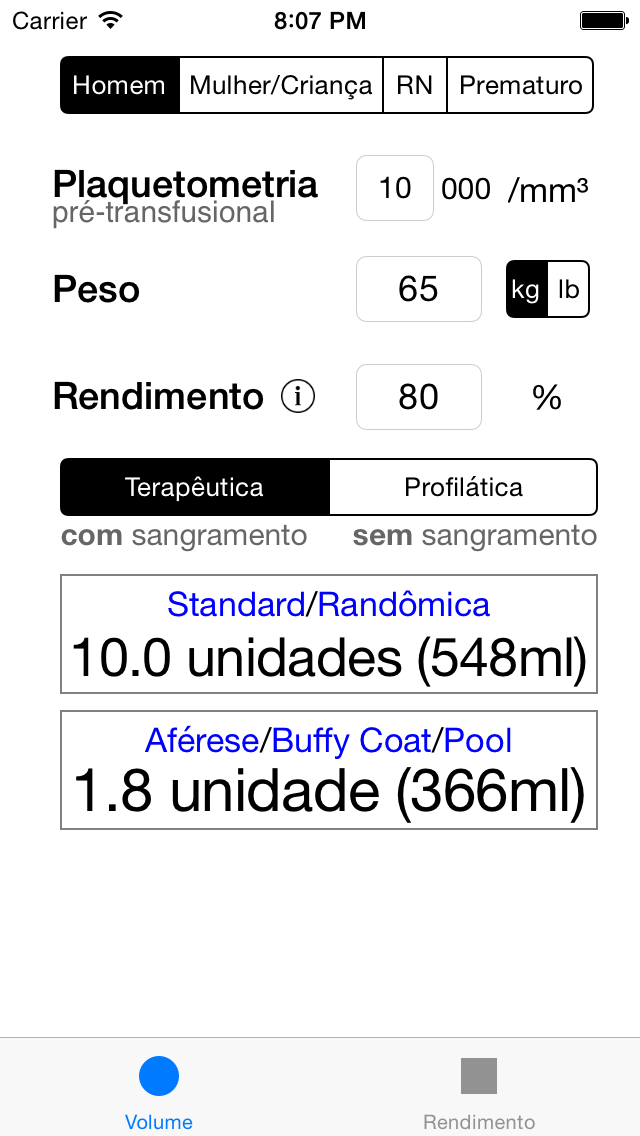 Carrier 8:07 PM
Homem Mulher/Criança RN Prematuro
Plaquetometria 10 000 /mm³
pré-transfusional
Peso 65 kg lb
Rendimento i 80 %
Terapêutica Profilática
com sangramento sem sangramento
Standard/Randômica
10.0 unidades (548ml)
Aférese/Buffy Coat/Pool
1.8 unidade (366ml)
Volume Rendimento